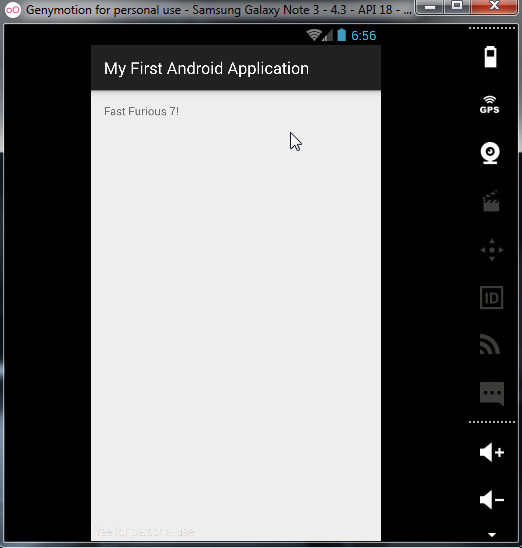 Genymotion for personal use - Samsung Galaxy Note 3 - 4.3 - API 18 - ...
6:56
My First Android Application
Fast Furious 7!
GPS
ID
free for personal use